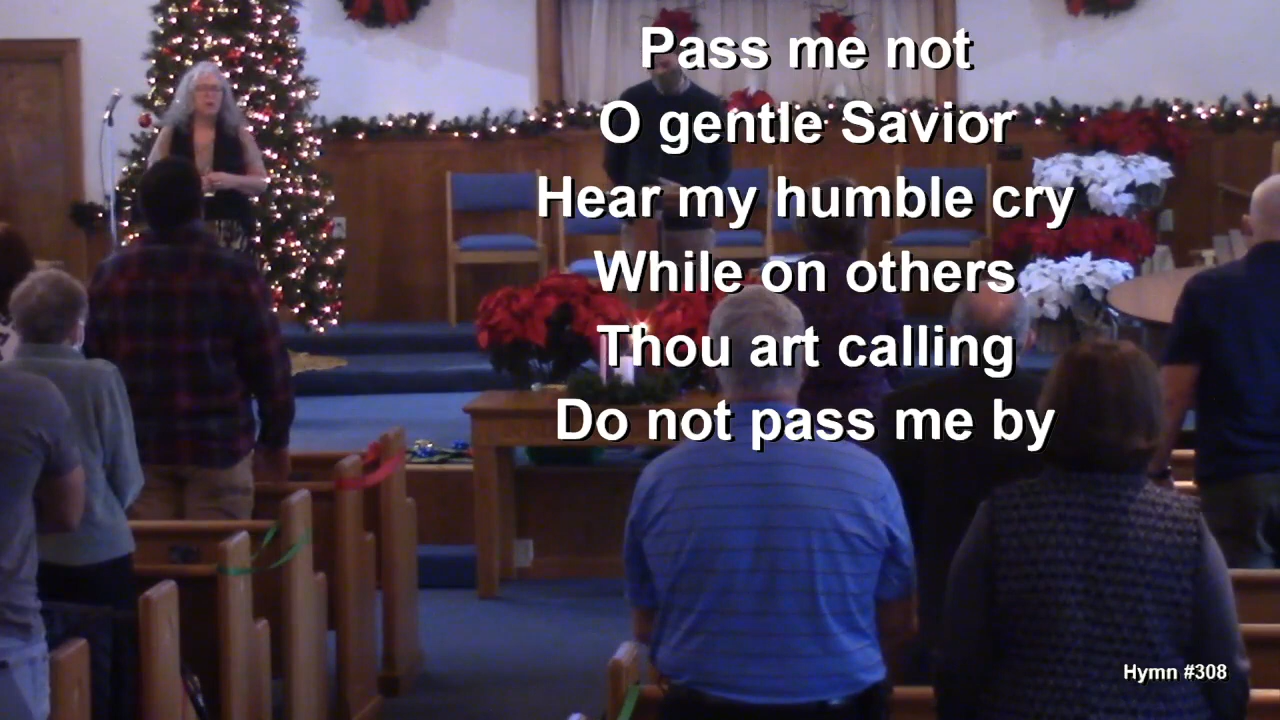 Pass me not
O gentle Savior
Hear my humble cry
While on others
Thou art calling
Do not pass me by
Hymn #308